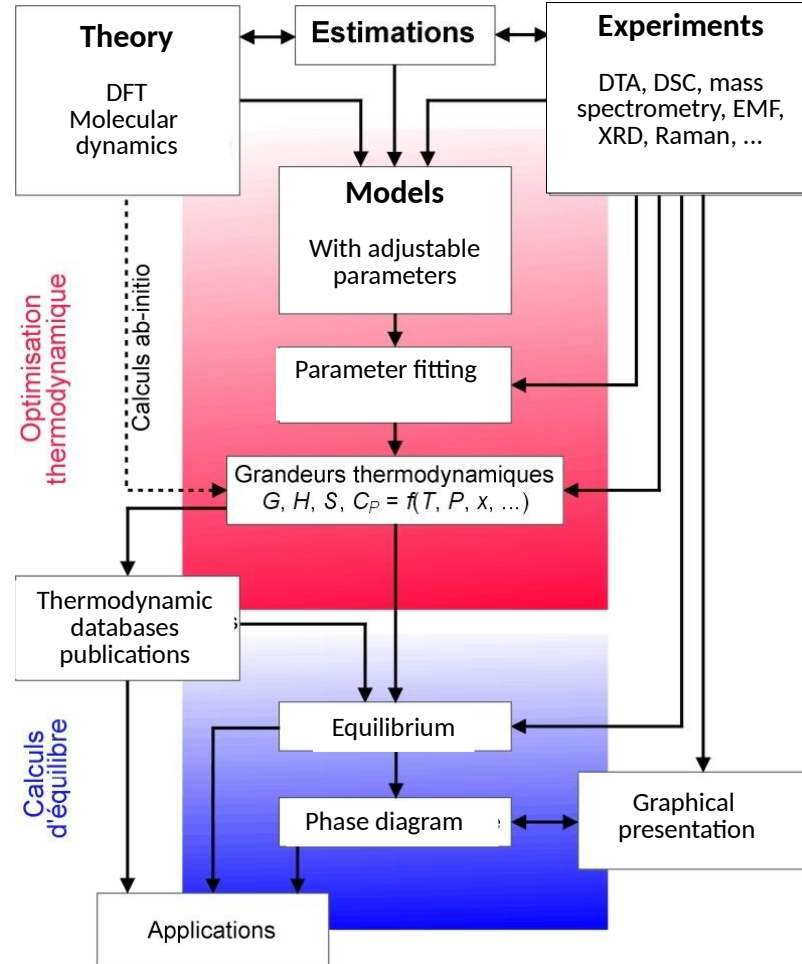 Theory
DFT
Molecular
dynamics
Estimations
Experiments
DTA, DSC, mass
spectrometry, EMF,
XRD, Raman, ...
Models
With adjustable
parameters
Optimisation
thermodynamique
Calculs ab-initio
Parameter fitting
Grandeurs thermodynamiques
G, H, S, CP = f(T, P, x, ...)
Thermodynamic
databases
publications
Calculs
d'équilibre
Equilibrium
Phase diagram
Graphical
presentation
Applications